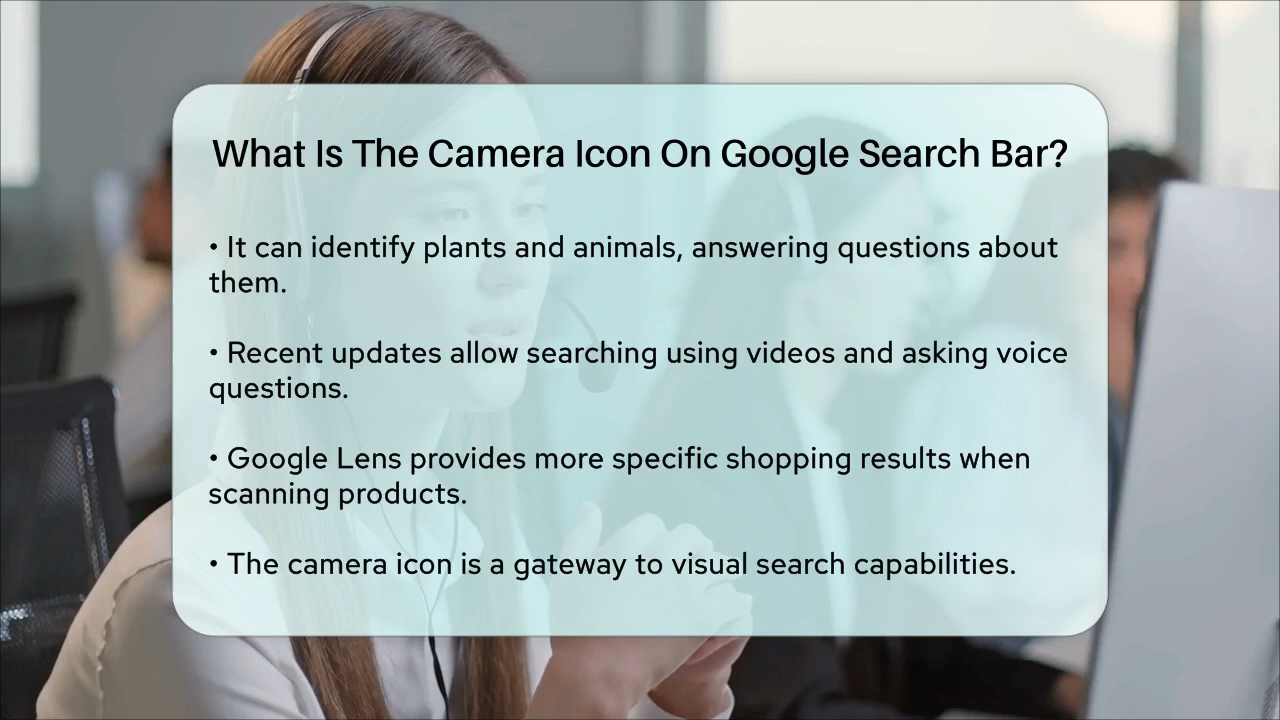 What Is The Camera Icon On Google Search Bar?
• It can identify plants and animals, answering questions about
them.
• Recent updates allow searching using videos and asking voice
questions.
• Google Lens provides more specific shopping results when
scanning products.
• The camera icon is a gateway to visual search capabilities.